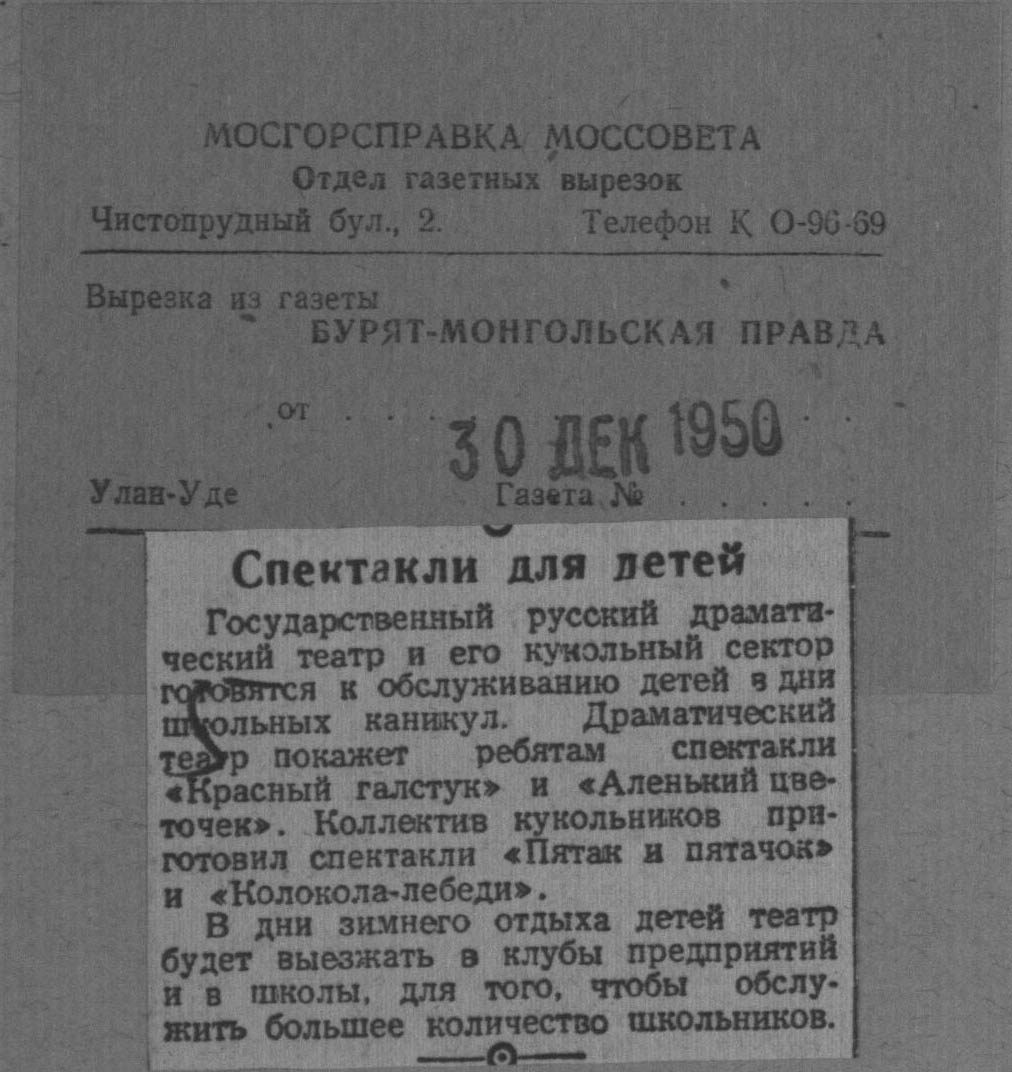 МОСГОРСПРАВКА МОССОВЕТА
Отдел газетных вырезок
Чистопрудный бул., 2. Телефон К 0-96-69
Вырезка из газеты
БУРЯТ-МОНГОЛЬСКАЯ ПРАВДА
от . . . . . . . . .
30 ДЕК 1950
Улан-Уде Газета № . . . . .
Спектакли для детей
Государственный русский драмати-
ческий театр и его кукольный сектор
готовятся к обслуживанию детей в дни
школьных каникул. Драматический
театр покажет ребятам спектакли
«Красный галстук» и «Аленький цве-
точек». Коллектив кукольников при-
готовил спектакли «Пятак и пятачок»
и «Колокола-лебеди».
В дни зимнего отдыха детей театр
будет выезжать в клубы предприятий
и в школы, для того, чтобы обслу-
жить большее количество школьников.